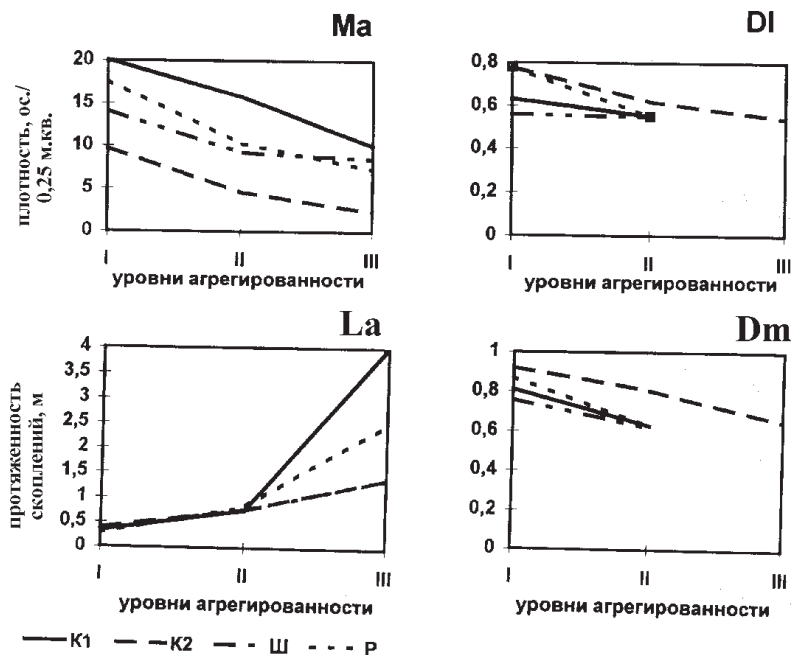 Ma
плотность, ос./
0,25 м.кв.
20
15
10
5
0
I II III
уровни агрегированности
DI
0,8
0,6
0,4
0,2
0
I II III
уровни агрегированности
La
протяженность
скоплений, м
4
3,5
3
2,5
2
1,5
1
0,5
0
I II III
уровни агрегированности
Dm
1
0,8
0,6
0,4
0,2
0
I II III
уровни агрегированности
К1 К2 Ш Р